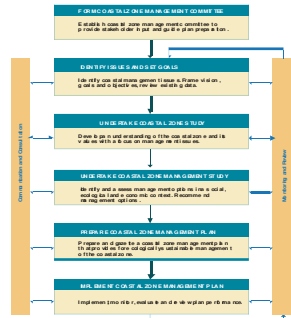 FORM COASTAL ZONE MANAGEMENT COMMITTEE
Establish coastal zone management committee to
provide stakeholder input and guide plan preparation.
IDENTIFY ISSUES AND SET GOALS
Identify coastal management issues. Frame vision,
goals and objectives, review existing data.
UNDERTAKE COASTAL ZONE STUDY
Develop an understanding of the coastal zone and its
values with a focus on management issues.
UNDERTAKE COASTAL ZONE MANAGEMENT STUDY
Identify and assess management options in a social,
ecological and economic context. Recommend
management options.
PREPARE COASTAL ZONE MANAGEMENT PLAN
Prepare and gazette a coastal zone management plan
that provides for ecologically sustainable management
of the coastal zone.
IMPLEMENT COASTAL ZONE MANAGEMENT PLAN
Implement, monitor, evaluate and review plan performance.
Communication and Consultation
Monitoring and Review